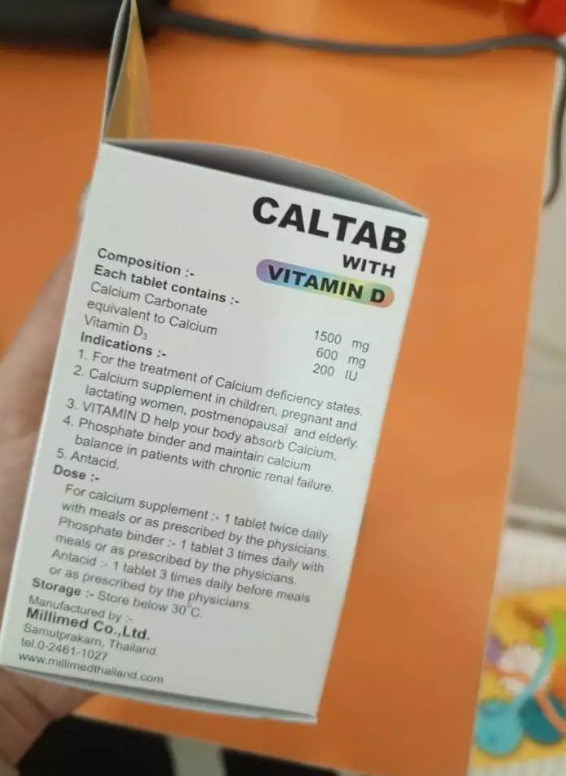 CALTAB
WITH
VITAMIN D
Composition :-
Each tablet contains :-
Calcium Carbonate 1500 mg
equivalent to Calcium 600 mg
Vitamin D₃ 200 IU
Indications :-
1. For the treatment of Calcium deficiency states.
2. Calcium supplement in children, pregnant and
lactating women, postmenopausal and elderly.
3. VITAMIN D help your body absorb Calcium.
4. Phosphate binder and maintain calcium
balance in patients with chronic renal failure.
5. Antacid.
Dose :-
For calcium supplement :- 1 tablet twice daily
with meals or as prescribed by the physicians.
Phosphate binder :- 1 tablet 3 times daily with
meals or as prescribed by the physicians.
Antacid :- 1 tablet 3 times daily before meals
or as prescribed by the physicians.
Storage :- Store below 30°C.
Manufactured by :-
Millimed Co.,Ltd.
Samutprakarn, Thailand.
tel.0-2461-1027
www.millimedthailand.com